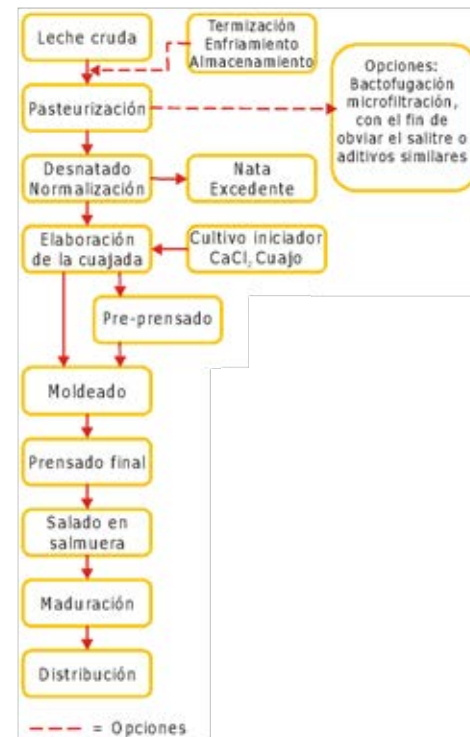 Leche cruda
Termización
Enfriamiento
Almacenamiento
Opciones:
Bactofugación
microfiltración,
con el fin de
obviar el salitre o
aditivos similares
Pasteurización
Desnatado
Normalización
Nata
Excedente
Elaboración
de la cuajada
Cultivo iniciador
CaCl₂ Cuajo
Pre-prensado
Moldeado
Prensado final
Salado en
salmuera
Maduración
Distribución
= Opciones